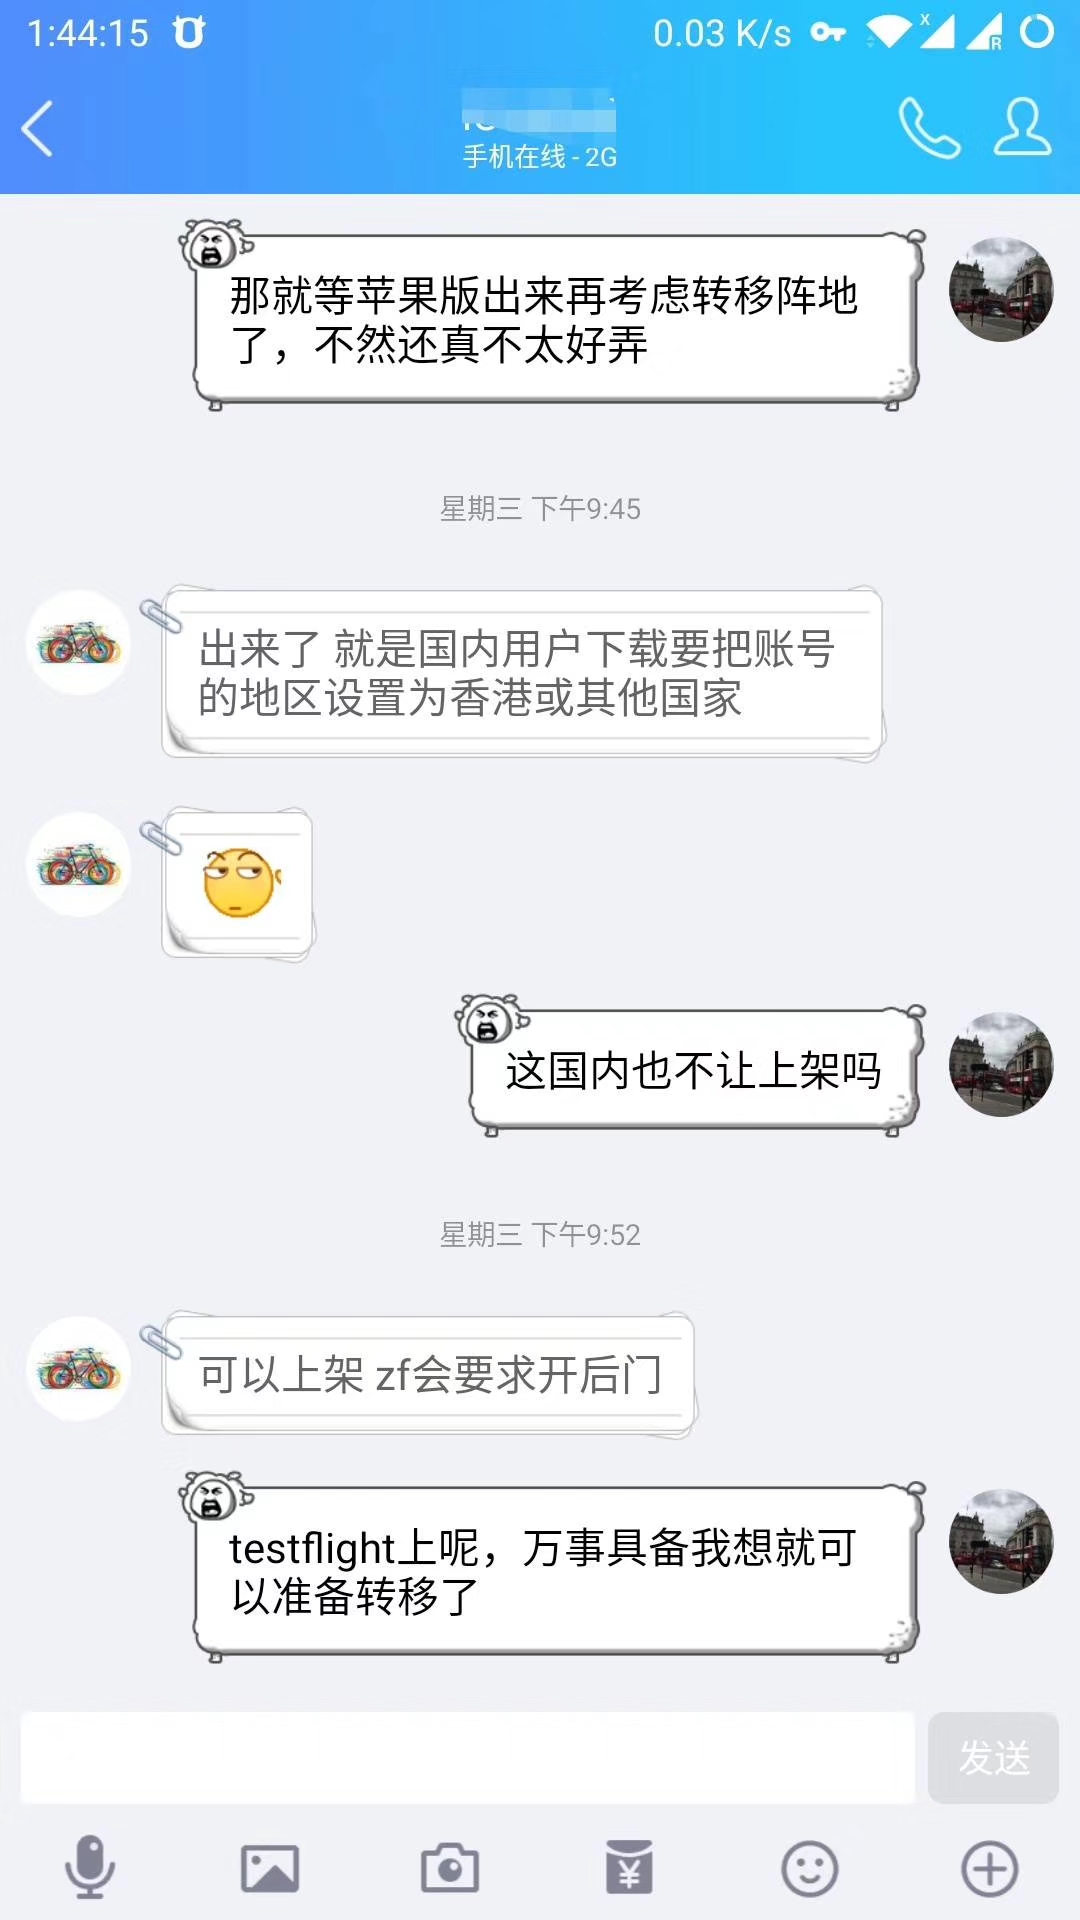 1:44:15
0.03 K/s
手机在线 - 2G
那就等苹果版出来再考虑转移阵地
了，不然还真不太好弄
星期三 下午9:45
出来了 就是国内用户下载要把账号
的地区设置为香港或其他国家
这国内也不让上架吗
星期三 下午9:52
可以上架 zf会要求开后门
testflight上呢，万事具备我想就可
以准备转移了
发送